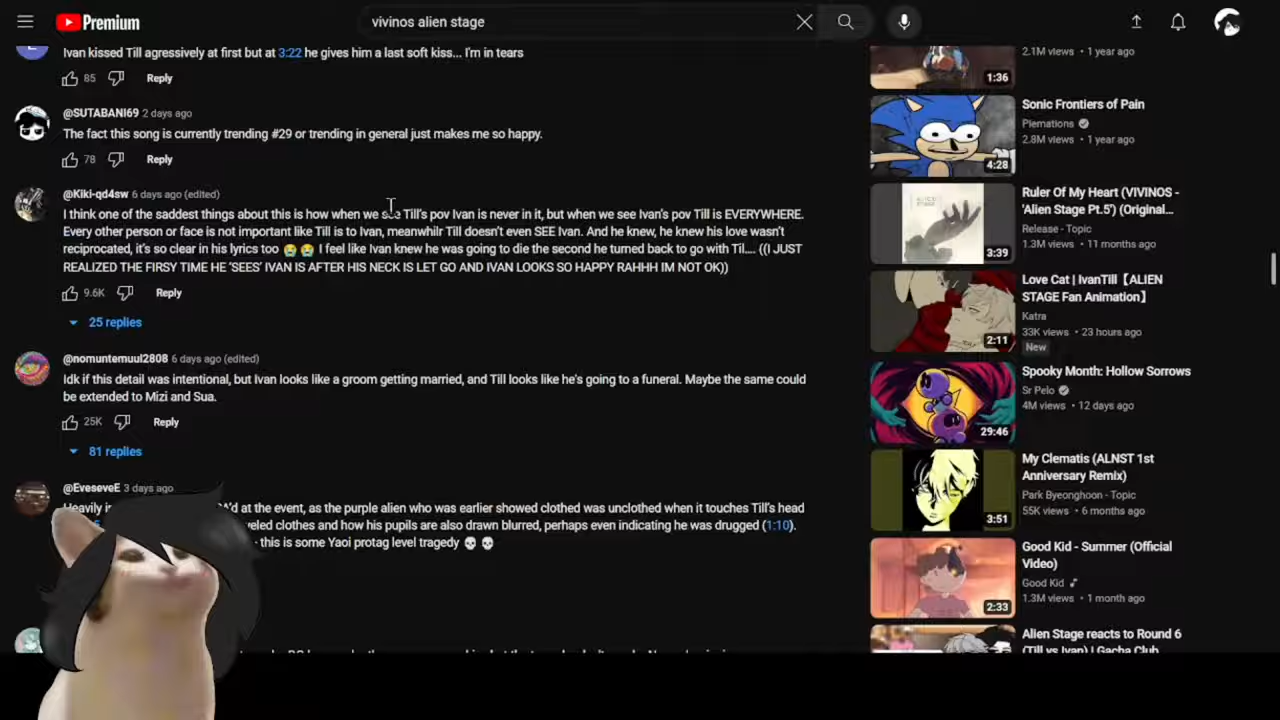 Premium
vivinos alien stage
Ivan kissed Till agressively at first but at 3:22 he gives him a last soft kiss... I'm in tears
85
Reply
@SUTABANI69 2 days ago
The fact this song is currently trending #29 or trending in general just makes me so happy.
78
Reply
@Kiki-qd4sw 6 days ago (edited)
I think one of the saddest things about this is how when we see Till's pov Ivan is never in it, but when we see Ivan's pov Till is EVERYWHERE.
Every other person or face is not important like Till is to Ivan, meanwhilr Till doesn't even SEE Ivan. And he knew, he knew his love wasn't
reciprocated, it's so clear in his lyrics too 😭 😭 I feel like Ivan knew he was going to die the second he turned back to go with Til.... ((I JUST
REALIZED THE FIRSY TIME HE 'SEES' IVAN IS AFTER HIS NECK IS LET GO AND IVAN LOOKS SO HAPPY RAHHH IM NOT OK))
9.6K
Reply
25 replies
@nomuntemuul2808 6 days ago (edited)
Idk if this detail was intentional, but Ivan looks like a groom getting married, and Till looks like he's going to a funeral. Maybe the same could
be extended to Mizi and Sua.
25K
Reply
81 replies
@EveseveE 3 days ago
Heavily at the event, as the purple alien who was earlier showed clothed was unclothed when it touches Till's head
clothes and how his pupils are also drawn blurred, perhaps even indicating he was drugged (1:10).
- this is some Yaoi protag level tragedy 💀 💀
2.1M views • 1 year ago
1:36
Sonic Frontiers of Pain
Piemations
2.8M views • 1 year ago
4:28
Ruler Of My Heart (VIVINOS -
'Alien Stage Pt.5') (Original...
Release - Topic
1.3M views • 11 months ago
3:39
Love Cat | IvanTill【ALIEN
STAGE Fan Animation】
Katra
33K views • 23 hours ago
New
2:11
Spooky Month: Hollow Sorrows
Sr Pelo
4M views • 12 days ago
29:46
My Clematis (ALNST 1st
Anniversary Remix)
Park Byeonghoon - Topic
55K views • 6 months ago
3:51
Good Kid - Summer (Official
Video)
Good Kid
1.3M views • 1 month ago
2:33
Alien Stage reacts to Round 6
(Till vs Ivan) | Gacha Club